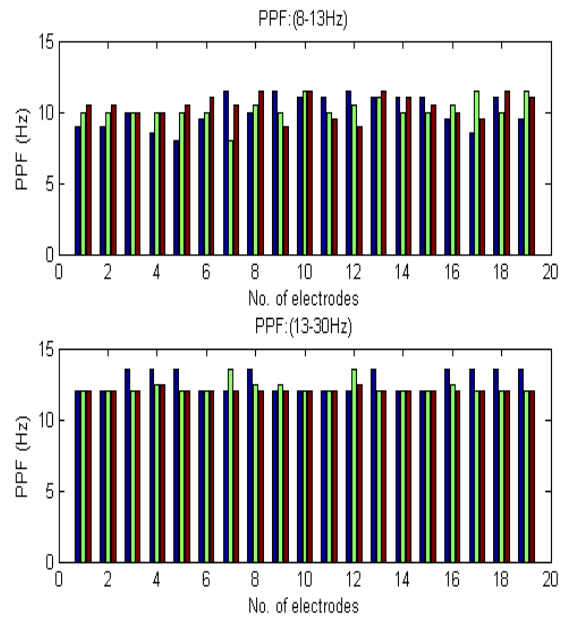 PPF:(8-13Hz)
15
10
5
0
PPF (Hz)
0 2 4 6 8 10 12 14 16 18 20
No. of electrodes
PPF:(13-30Hz)
15
10
5
0
PPF (Hz)
0 2 4 6 8 10 12 14 16 18 20
No. of electrodes